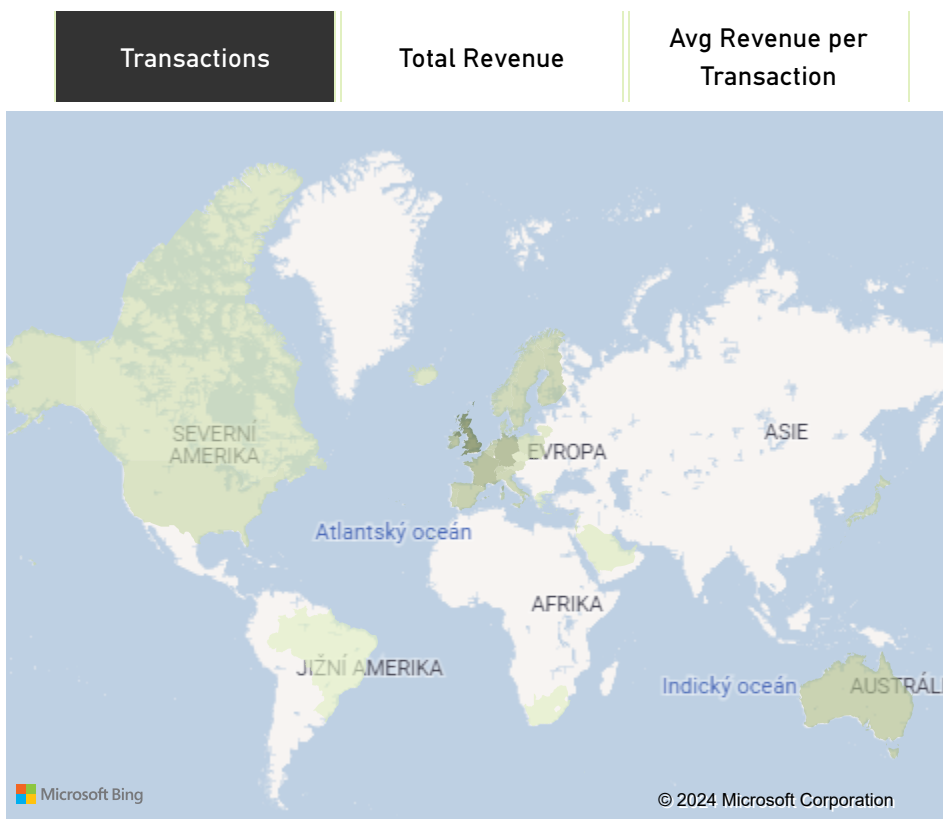 Transactions
Total Revenue
Avg Revenue per
Transaction
SEVERNÍ
AMERIKA
EVROPA
ASIE
Atlantský oceán
AFRIKA
JIŽNÍ AMERIKA
Indický oceán
AUSTRÁL
Microsoft Bing
© 2024 Microsoft Corporation